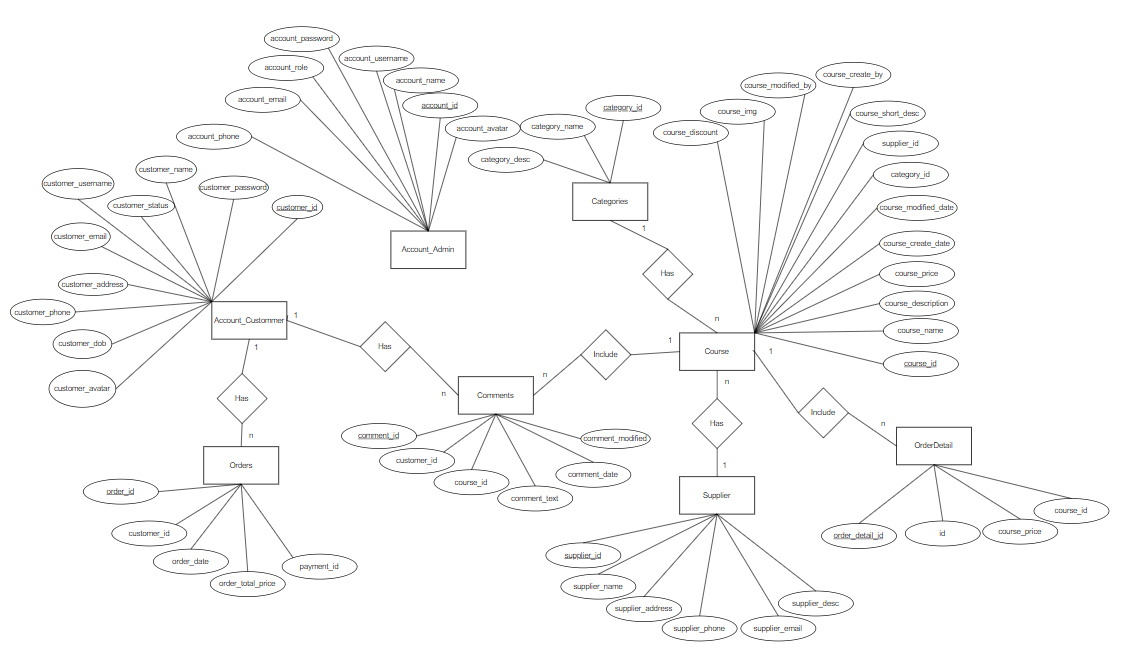 account_password
account_username
account_role
account_name
account_email
account_id
account_avatar
account_phone
Account_Admin
category_id
category_name
category_desc
Categories
1
Has
n
course_create_by
course_modified_by
course_img
course_discount
course_short_desc
supplier_id
category_id
course_modified_date
course_create_date
course_price
course_description
course_name
course_id
Course
customer_name
customer_username
customer_password
customer_status
customer_id
customer_email
customer_address
customer_phone
customer_dob
customer_avatar
Account_Custommer
1
Has
n
1
Has
n
Comments
n
Include
1
comment_id
customer_id
course_id
comment_text
comment_date
comment_modified
Orders
order_id
customer_id
order_date
order_total_price
payment_id
n
Has
1
Supplier
supplier_id
supplier_name
supplier_address
supplier_phone
supplier_email
supplier_desc
1
Include
n
OrderDetail
order_detail_id
id
course_price
course_id